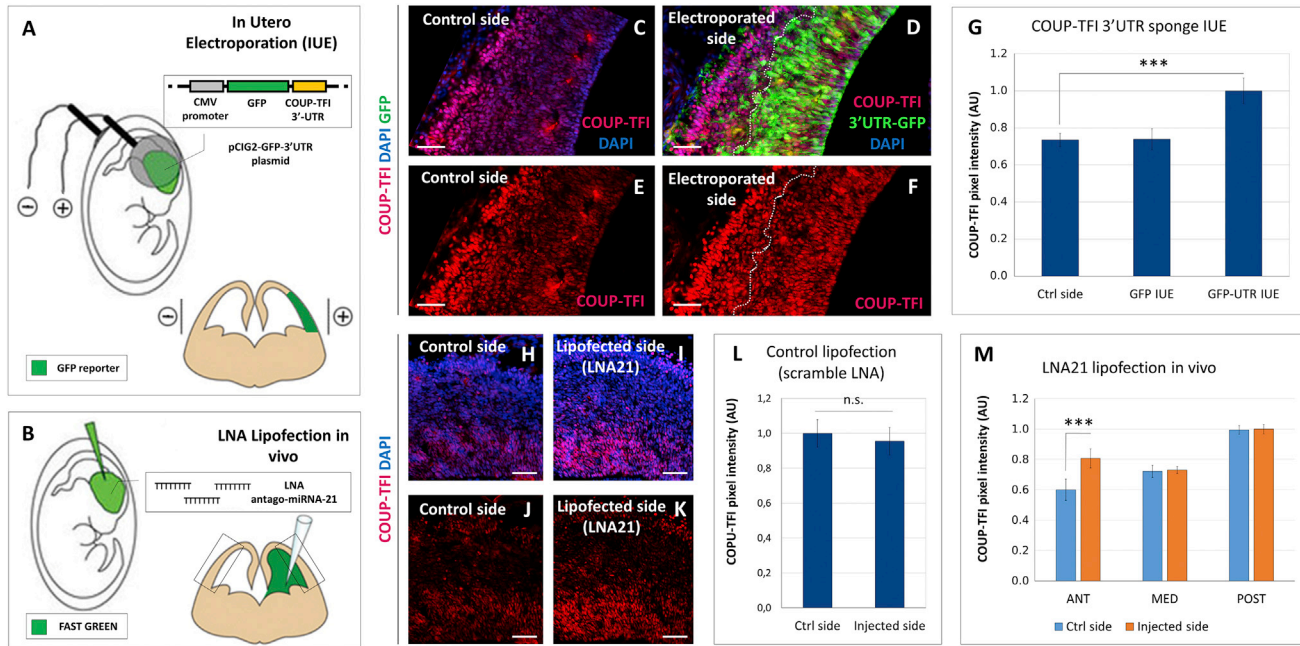 A
In Utero
Electroporation (IUE)
CMV
promoter
GFP
COUP-TFI
3'-UTR
pCIG2-GFP-3'UTR
plasmid
−
+
−
+
GFP reporter
B
LNA Lipofection in
vivo
LNA
antago-miRNA-21
FAST GREEN
COUP-TFI DAPI GFP
Control side
C
COUP-TFI
DAPI
Electroporated
side
D
COUP-TFI
3'UTR-GFP
DAPI
Control side
E
COUP-TFI
Electroporated
side
F
COUP-TFI
G
COUP-TFI 3'UTR sponge IUE
COUP-TFI pixel intensity (AU)
1.2
1.0
0.8
0.6
0.4
0.2
0.0
***
Ctrl side
GFP IUE
GFP-UTR IUE
COUP-TFI DAPI
Control side
H
Lipofected side
(LNA21)
I
Control side
J
Lipofected side
(LNA21)
K
L
Control lipofection
(scramble LNA)
COPU-TFI pixel intensity (AU)
1,2
1,0
0,8
0,6
0,4
0,2
0,0
n.s.
Ctrl side
Injected side
M
LNA21 lipofection in vivo
COUP-TFI pixel intensity (AU)
1.2
1.0
0.8
0.6
0.4
0.2
0.0
***
ANT
MED
POST
Ctrl side
Injected side